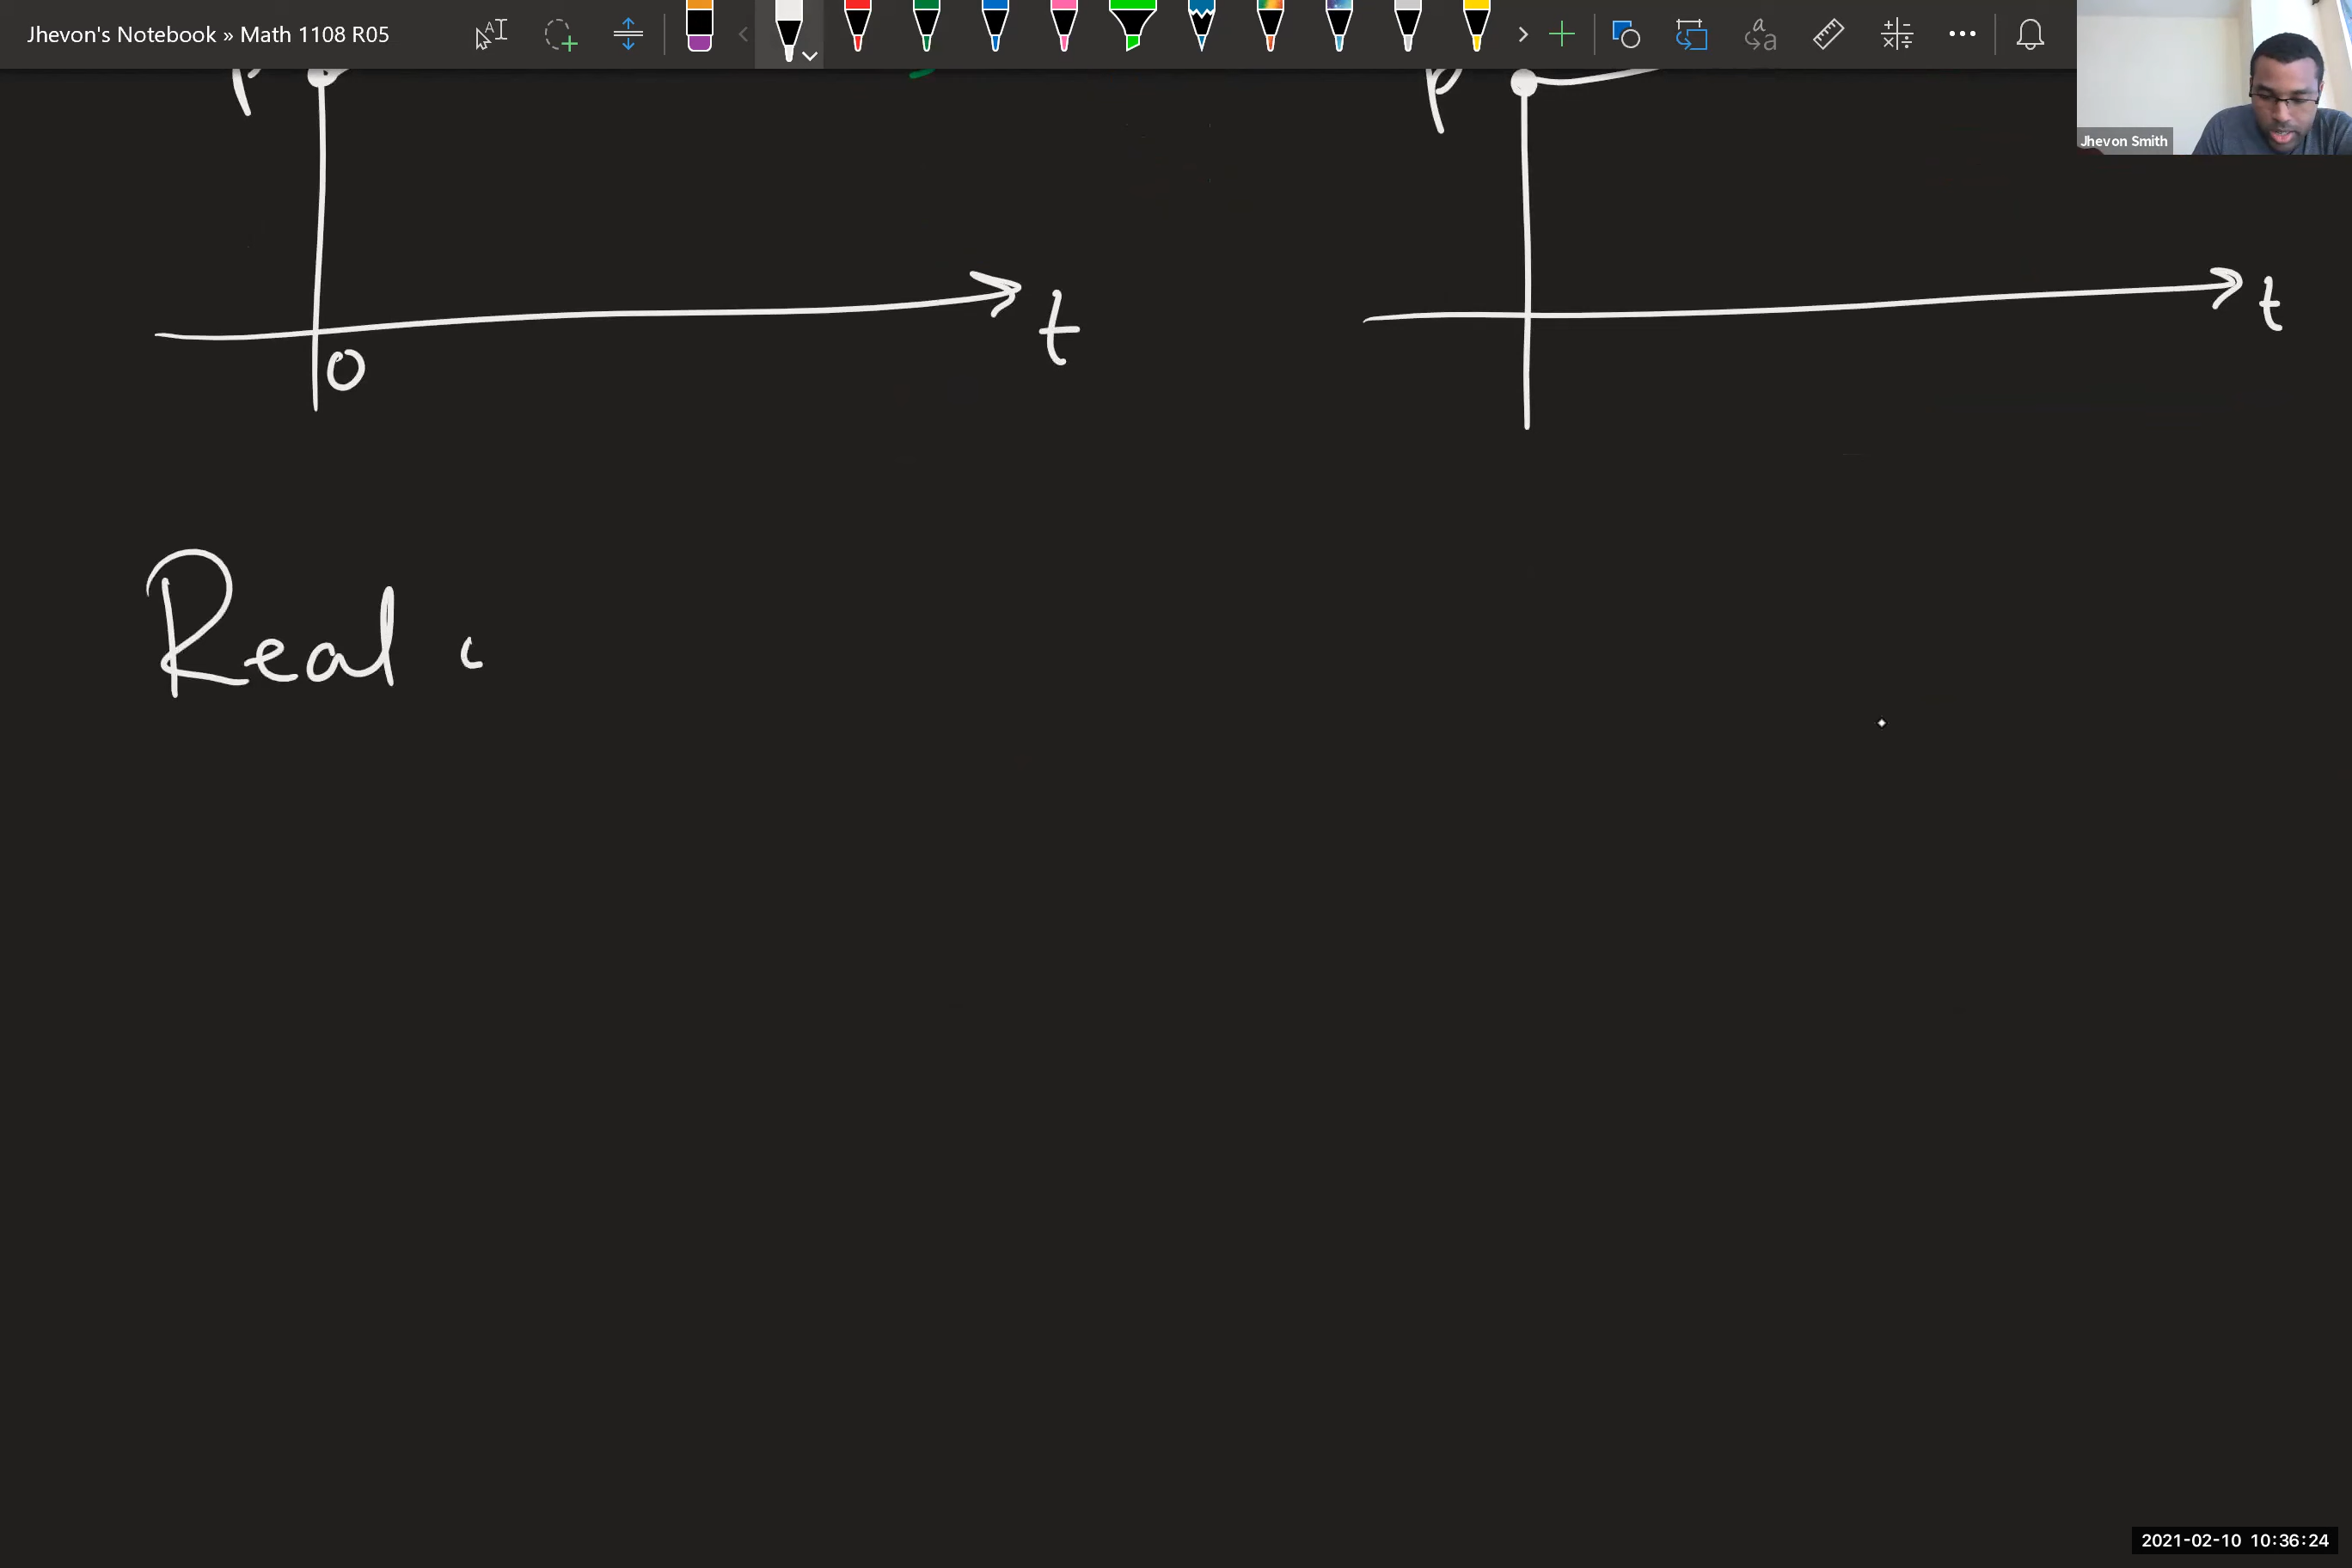 Jhevon's Notebook » Math 1108 R05
Jhevon Smith
p
p
t
t
0
Real
2021-02-10 10:36:24